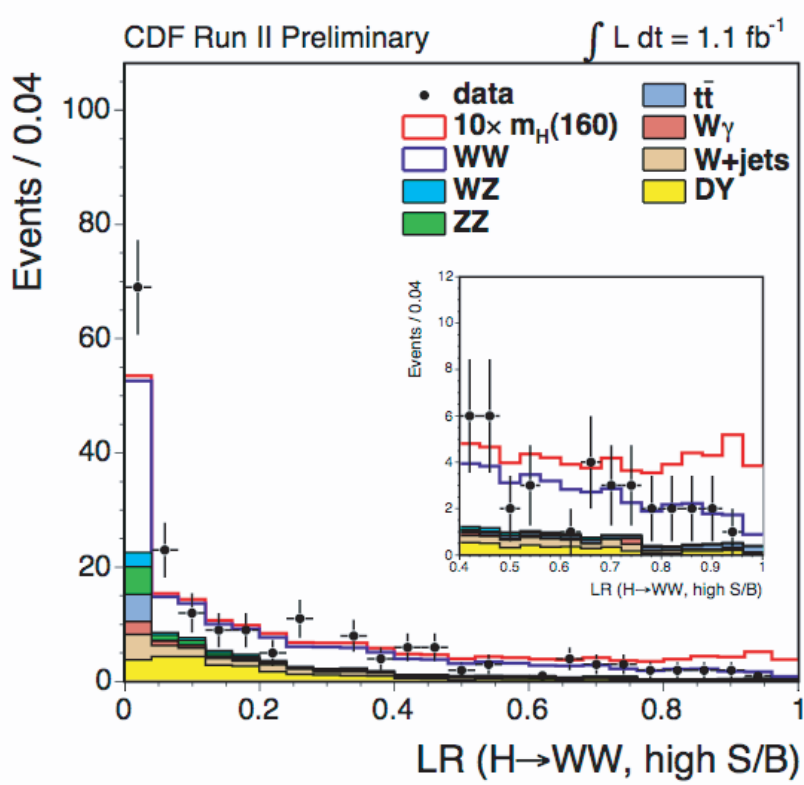 CDF Run II Preliminary
∫ L dt = 1.1 fb⁻¹
Events / 0.04
100
80
60
40
20
0
data
10× m_H(160)
WW
WZ
ZZ
tt̄
Wγ
W+jets
DY
Events / 0.04
12
10
8
6
4
2
0
0.4 0.5 0.6 0.7 0.8 0.9 1
LR (H→WW, high S/B)
0 0.2 0.4 0.6 0.8 1
LR (H→WW, high S/B)